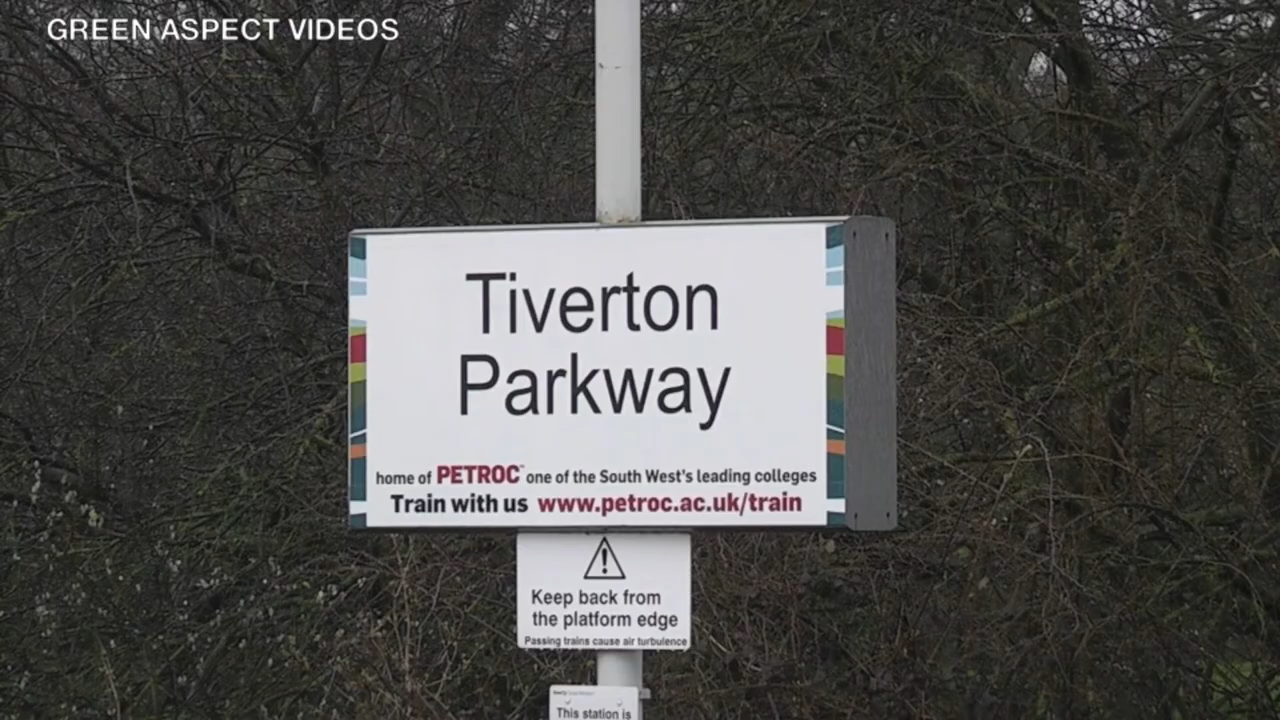 GREEN ASPECT VIDEOS
Tiverton
Parkway
home of PETROC™ one of the South West's leading colleges
Train with us www.petroc.ac.uk/train
Keep back from
the platform edge
Passing trains cause air turbulence
This station is